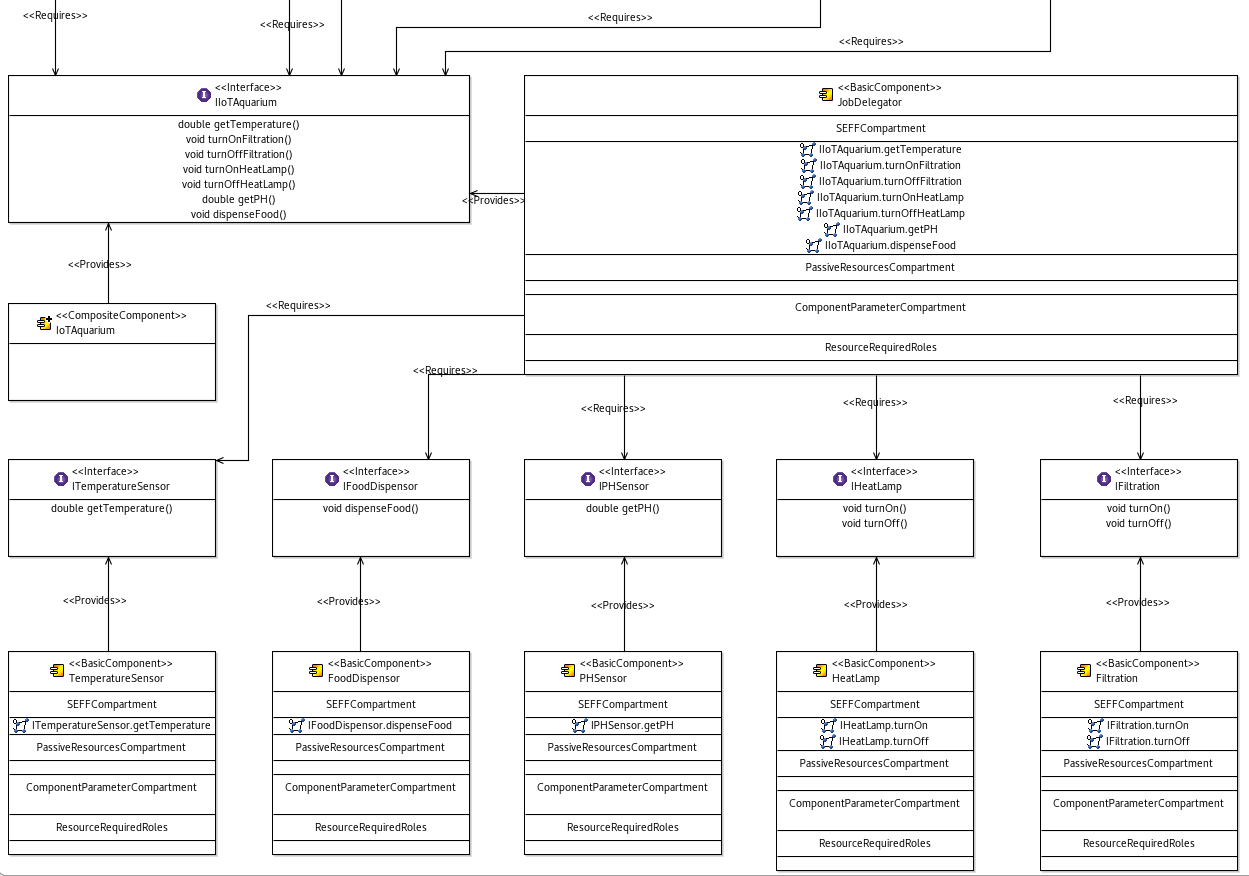 <<Requires>>
<<Requires>>
<<Requires>>
<<Requires>>
<<Interface>>
IIoTAquarium
double getTemperature()
void turnOnFiltration()
void turnOffFiltration()
void turnOnHeatLamp()
void turnOffHeatLamp()
double getPH()
void dispenseFood()
<<BasicComponent>>
JobDelegator
SEFFCompartment
IIoTAquarium.getTemperature
IIoTAquarium.turnOnFiltration
IIoTAquarium.turnOffFiltration
IIoTAquarium.turnOnHeatLamp
IIoTAquarium.turnOffHeatLamp
IIoTAquarium.getPH
IIoTAquarium.dispenseFood
PassiveResourcesCompartment
ComponentParameterCompartment
ResourceRequiredRoles
<<Provides>>
<<Provides>>
<<CompositeComponent>>
IoTAquarium
<<Requires>>
<<Requires>>
<<Requires>>
<<Requires>>
<<Requires>>
<<Interface>>
ITemperatureSensor
double getTemperature()
<<Interface>>
IFoodDispensor
void dispenseFood()
<<Interface>>
IPHSensor
double getPH()
<<Interface>>
IHeatLamp
void turnOn()
void turnOff()
<<Interface>>
IFiltration
void turnOn()
void turnOff()
<<Provides>>
<<Provides>>
<<Provides>>
<<Provides>>
<<Provides>>
<<BasicComponent>>
TemperatureSensor
SEFFCompartment
ITemperatureSensor.getTemperature
PassiveResourcesCompartment
ComponentParameterCompartment
ResourceRequiredRoles
<<BasicComponent>>
FoodDispensor
SEFFCompartment
IFoodDispensor.dispenseFood
PassiveResourcesCompartment
ComponentParameterCompartment
ResourceRequiredRoles
<<BasicComponent>>
PHSensor
SEFFCompartment
IPHSensor.getPH
PassiveResourcesCompartment
ComponentParameterCompartment
ResourceRequiredRoles
<<BasicComponent>>
HeatLamp
SEFFCompartment
IHeatLamp.turnOn
IHeatLamp.turnOff
PassiveResourcesCompartment
ComponentParameterCompartment
ResourceRequiredRoles
<<BasicComponent>>
Filtration
SEFFCompartment
IFiltration.turnOn
IFiltration.turnOff
PassiveResourcesCompartment
ComponentParameterCompartment
ResourceRequiredRoles